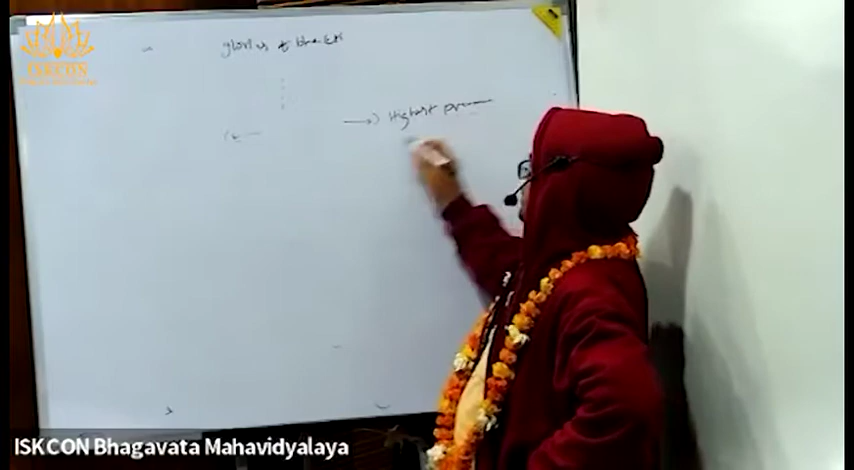 ISKCON
glories of bhakti
→ Highest
ISKCON Bhagavata Mahavidyalaya